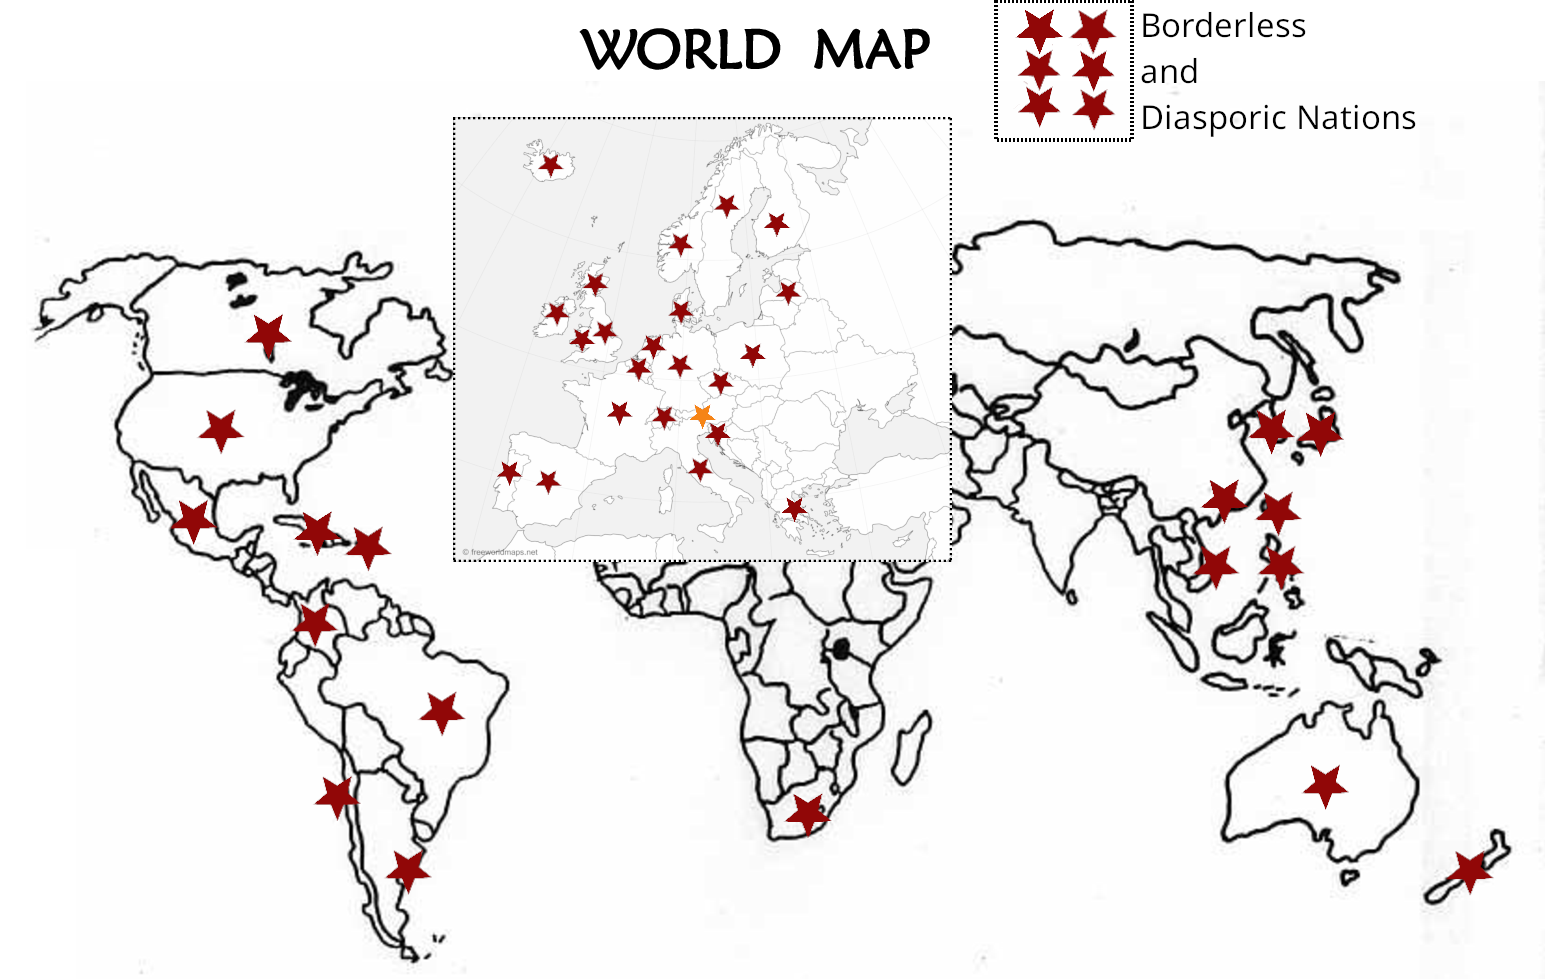 WORLD MAP
Borderless
and
Diasporic Nations
© freeworldmaps.net